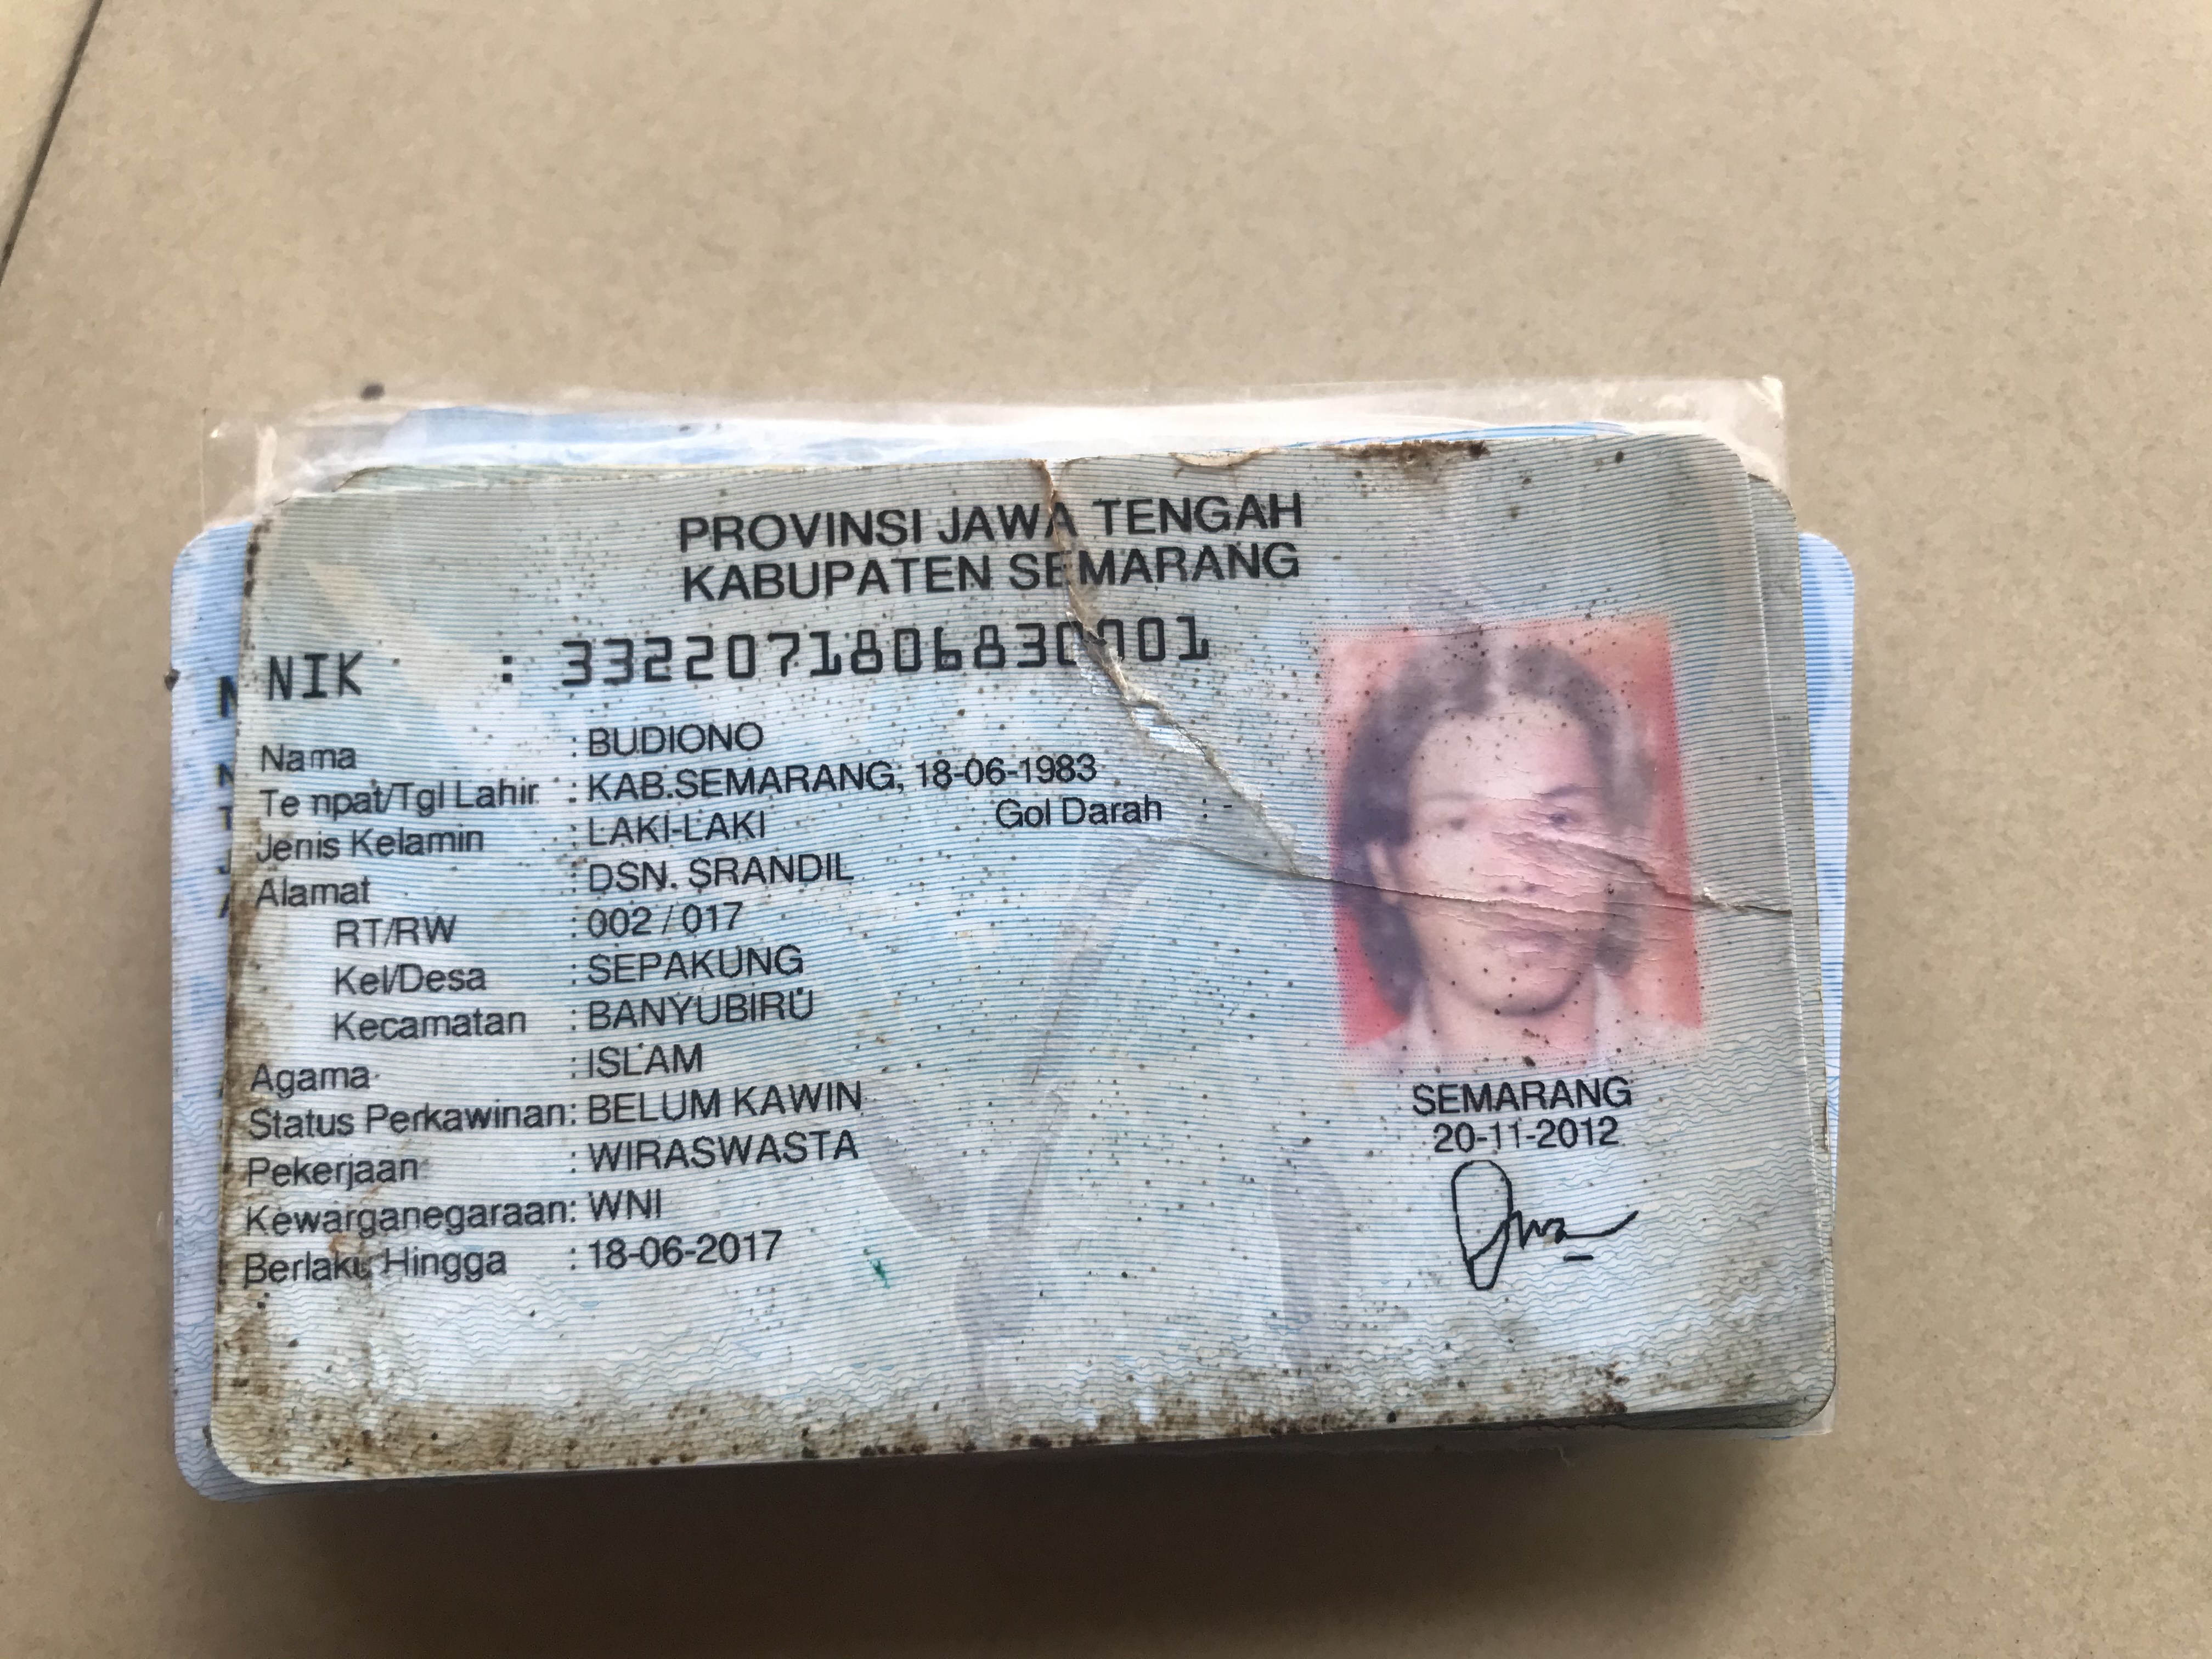 PROVINSI JAWA TENGAH
KABUPATEN SEMARANG
NIK : 3322071806830001
Nama : BUDIONO
Tempat/Tgl Lahir : KAB.SEMARANG, 18-06-1983
Jenis Kelamin : LAKI-LAKI Gol Darah : -
Alamat : DSN. SRANDIL
RT/RW : 002 / 017
Kel/Desa : SEPAKUNG
Kecamatan : BANYUBIRU
Agama : ISLAM
Status Perkawinan : BELUM KAWIN
Pekerjaan : WIRASWASTA
Kewarganegaraan : WNI
Berlaku Hingga : 18-06-2017
SEMARANG
20-11-2012